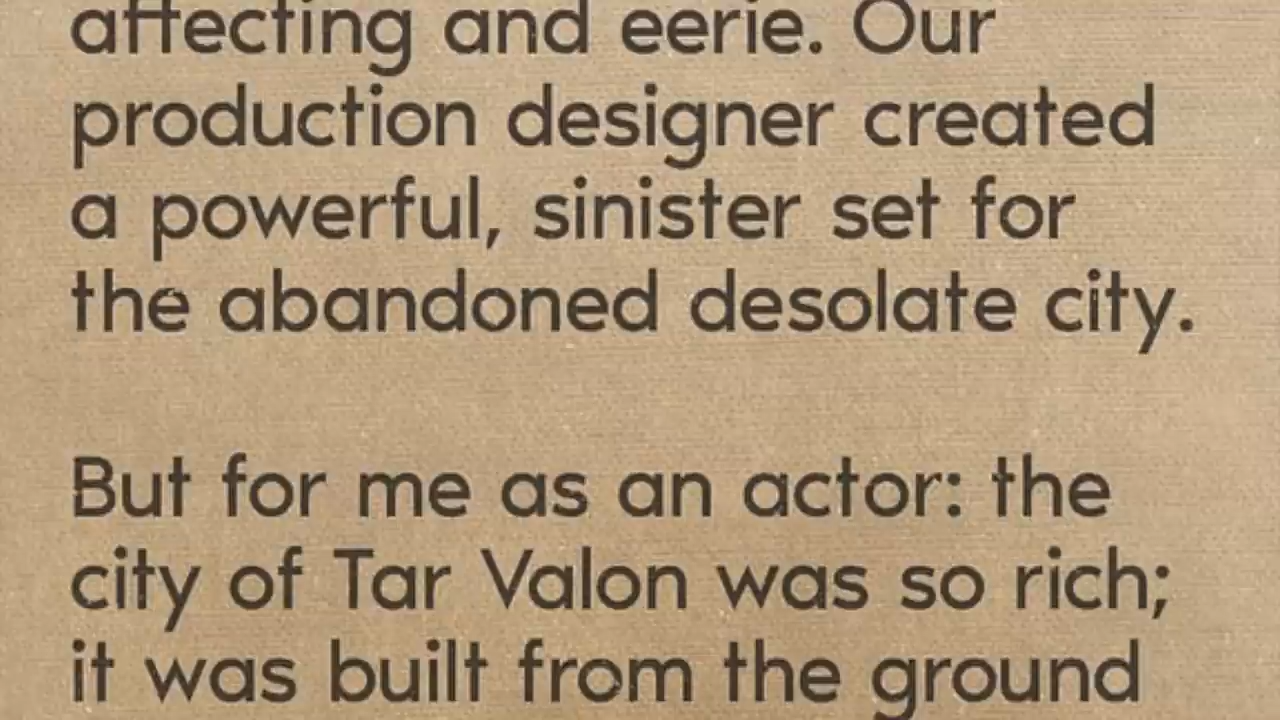 affecting and eerie. Our
production designer created
a powerful, sinister set for
the abandoned desolate city.
But for me as an actor: the
city of Tar Valon was so rich;
it was built from the ground